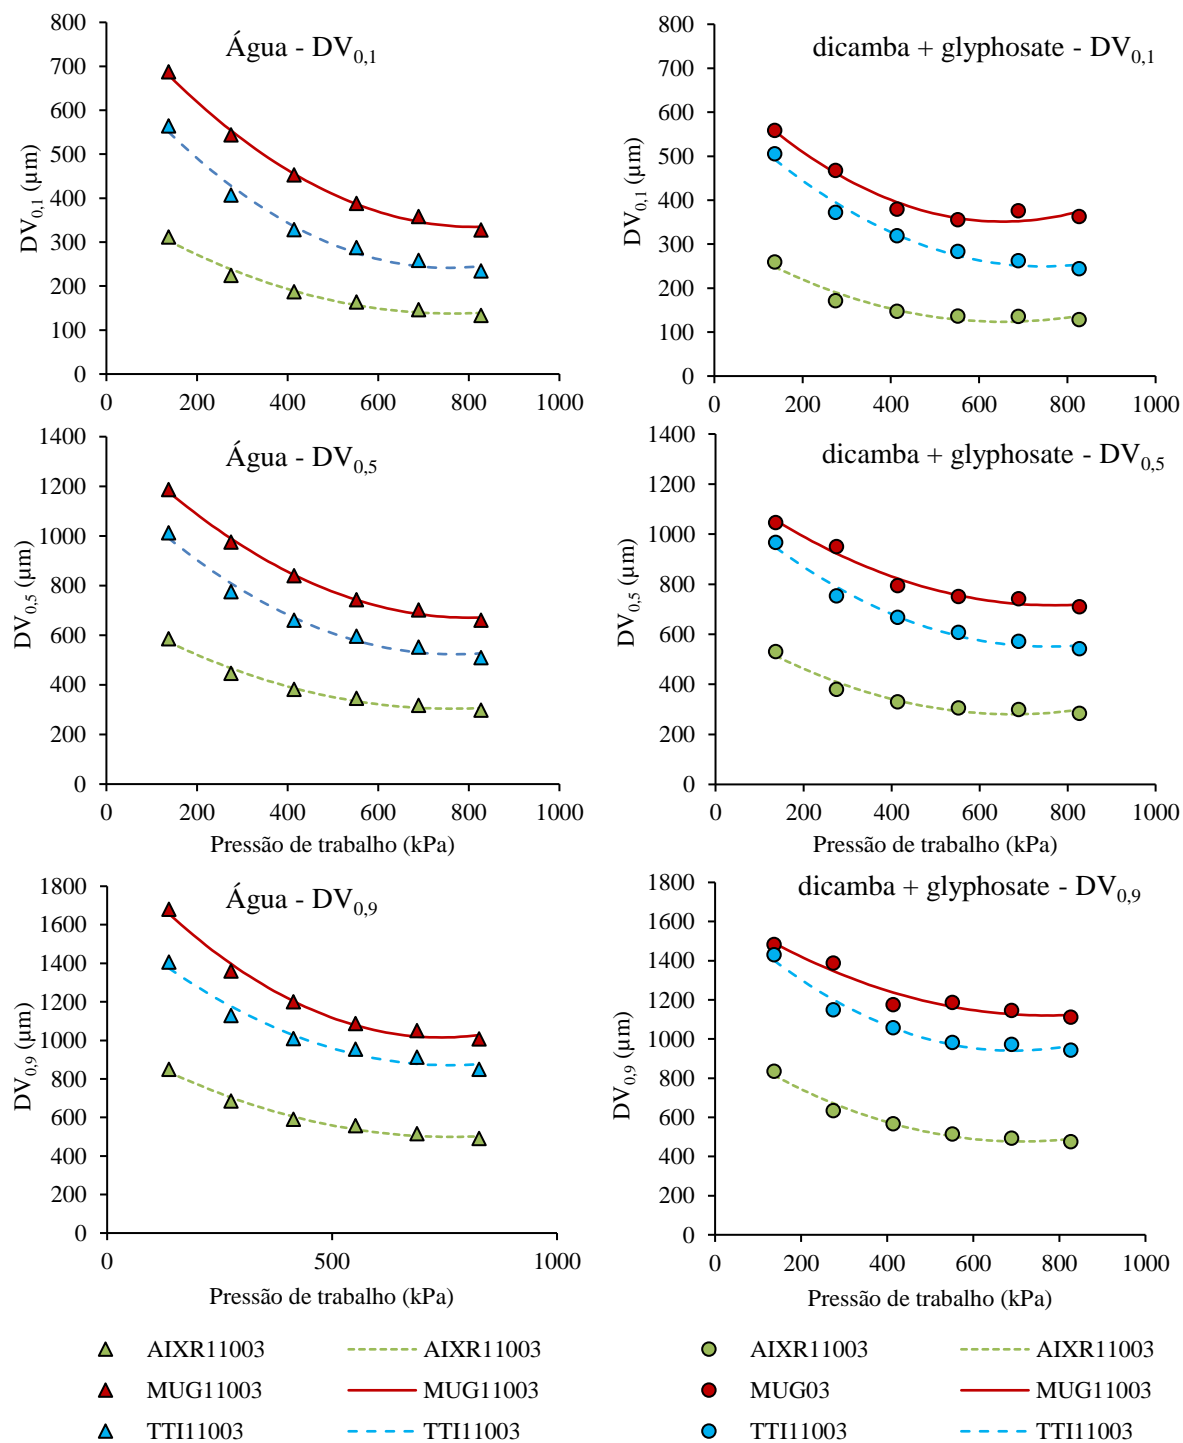 Água - DV0,1
DV0,1 (µm)
800
700
600
500
400
300
200
100
0
0 200 400 600 800 1000
dicamba + glyphosate - DV0,1
DV0,1 (µm)
800
700
600
500
400
300
200
100
0
0 200 400 600 800 1000
Água - DV0,5
DV0,5 (µm)
1400
1200
1000
800
600
400
200
0
0 200 400 600 800 1000
Pressão de trabalho (kPa)
dicamba + glyphosate - DV0,5
DV0,5 (µm)
1400
1200
1000
800
600
400
200
0
0 200 400 600 800 1000
Pressão de trabalho (kPa)
Água - DV0,9
DV0,9 (µm)
1800
1600
1400
1200
1000
800
600
400
200
0
0 500 1000
Pressão de trabalho (kPa)
dicamba + glyphosate - DV0,9
DV0,9 (µm)
1800
1600
1400
1200
1000
800
600
400
200
0
0 200 400 600 800 1000
Pressão de trabalho (kPa)
AIXR11003 AIXR11003
MUG11003 MUG11003
TTI11003 TTI11003
AIXR11003 AIXR11003
MUG03 MUG11003
TTI11003 TTI11003